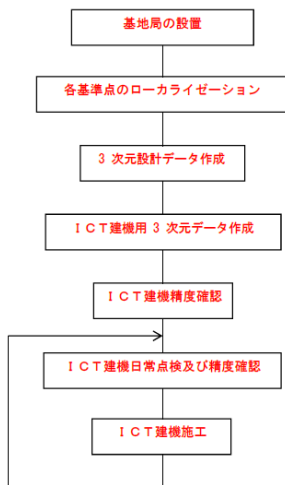 基地局の設置
各基準点のローカライゼーション
3 次元設計データ作成
ＩＣＴ建機用 3 次元データ作成
ＩＣＴ建機精度確認
ＩＣＴ建機日常点検及び精度確認
ＩＣＴ建機施工